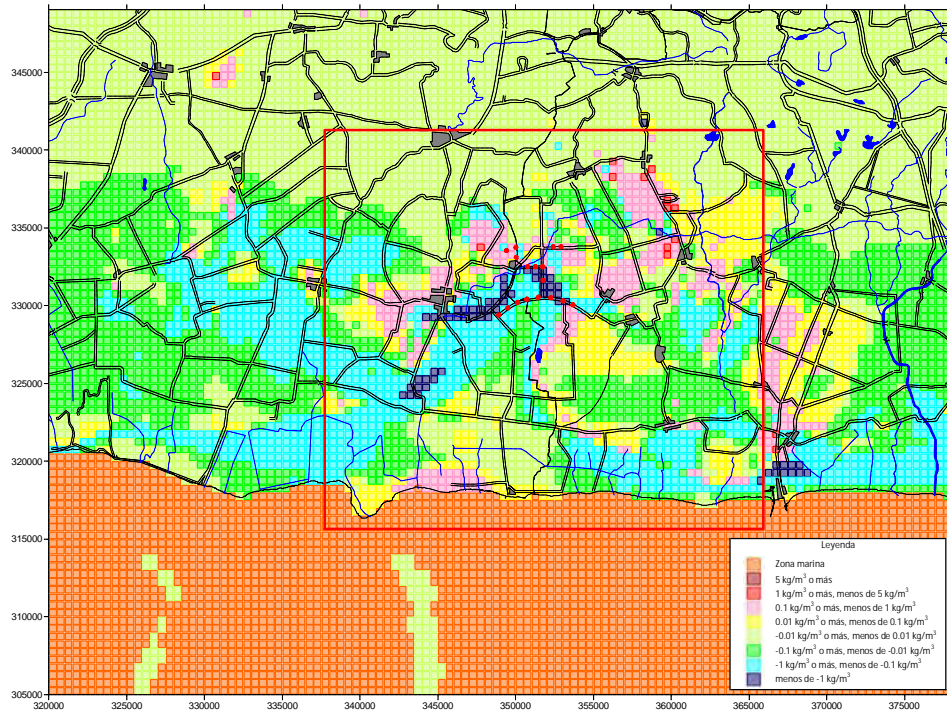 345000
340000
335000
330000
325000
320000
315000
310000
305000
320000 325000 330000 335000 340000 345000 350000 355000 360000 365000 370000 375000
Leyenda
Zona marina
5 kg/m³ o más
1 kg/m³ o más, menos de 5 kg/m³
0.1 kg/m³ o más, menos de 1 kg/m³
0.01 kg/m³ o más, menos de 0.1 kg/m³
-0.01 kg/m³ o más, menos de 0.01 kg/m³
-0.1 kg/m³ o más, menos de -0.01 kg/m³
-1 kg/m³ o más, menos de -0.1 kg/m³
menos de -1 kg/m³